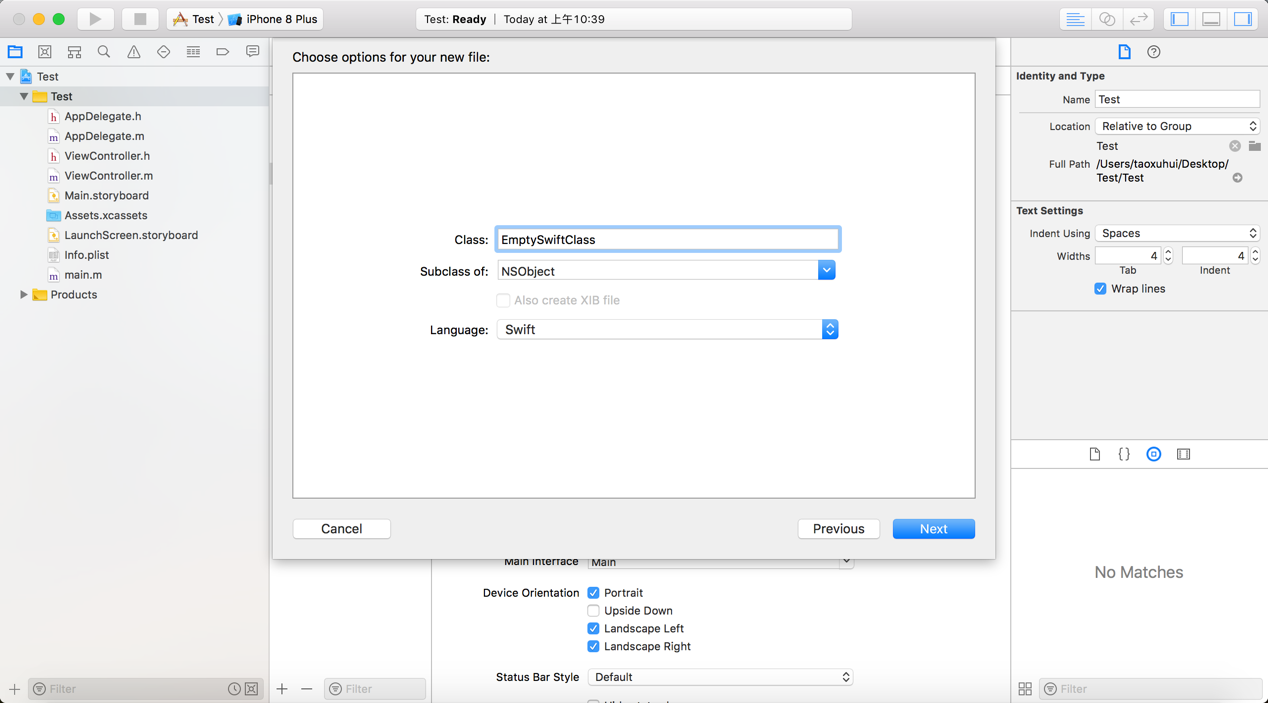 Test
iPhone 8 Plus
Test: Ready | Today at 上午10:39
Test
Test
AppDelegate.h
AppDelegate.m
ViewController.h
ViewController.m
Main.storyboard
Assets.xcassets
LaunchScreen.storyboard
Info.plist
main.m
Products
Filter
Choose options for your new file:
Class: EmptySwiftClass
Subclass of: NSObject
Also create XIB file
Language: Swift
Cancel
Previous
Next
Main Interface Main
Device Orientation Portrait
Upside Down
Landscape Left
Landscape Right
Status Bar Style Default
Filter
Identity and Type
Name Test
Location Relative to Group
Test
Full Path /Users/taoxuhui/Desktop/
Test/Test
Text Settings
Indent Using Spaces
Widths 4 4
Tab Indent
Wrap lines
No Matches
Filter